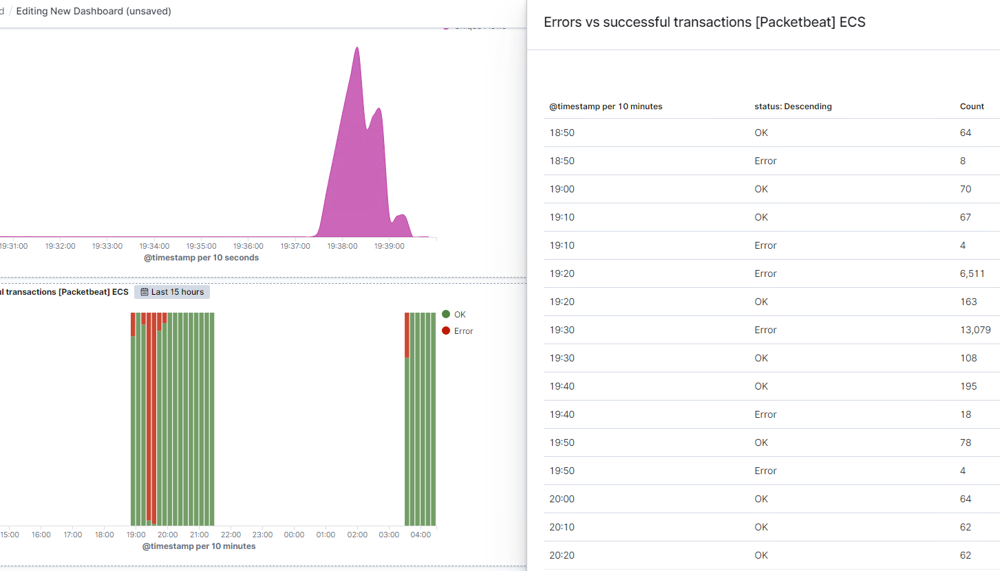 d / Editing New Dashboard (unsaved)
19:31:00 19:32:00 19:33:00 19:34:00 19:35:00 19:36:00 19:37:00 19:38:00 19:39:00
@timestamp per 10 seconds
l transactions [Packetbeat] ECS Last 15 hours
OK
Error
15:00 16:00 17:00 18:00 19:00 20:00 21:00 22:00 23:00 00:00 01:00 02:00 03:00 04:00
@timestamp per 10 minutes
Errors vs successful transactions [Packetbeat] ECS
@timestamp per 10 minutes status: Descending Count
18:50 OK 64
18:50 Error 8
19:00 OK 70
19:10 OK 67
19:10 Error 4
19:20 Error 6,511
19:20 OK 163
19:30 Error 13,079
19:30 OK 108
19:40 OK 195
19:40 Error 18
19:50 OK 78
19:50 Error 4
20:00 OK 64
20:10 OK 62
20:20 OK 62